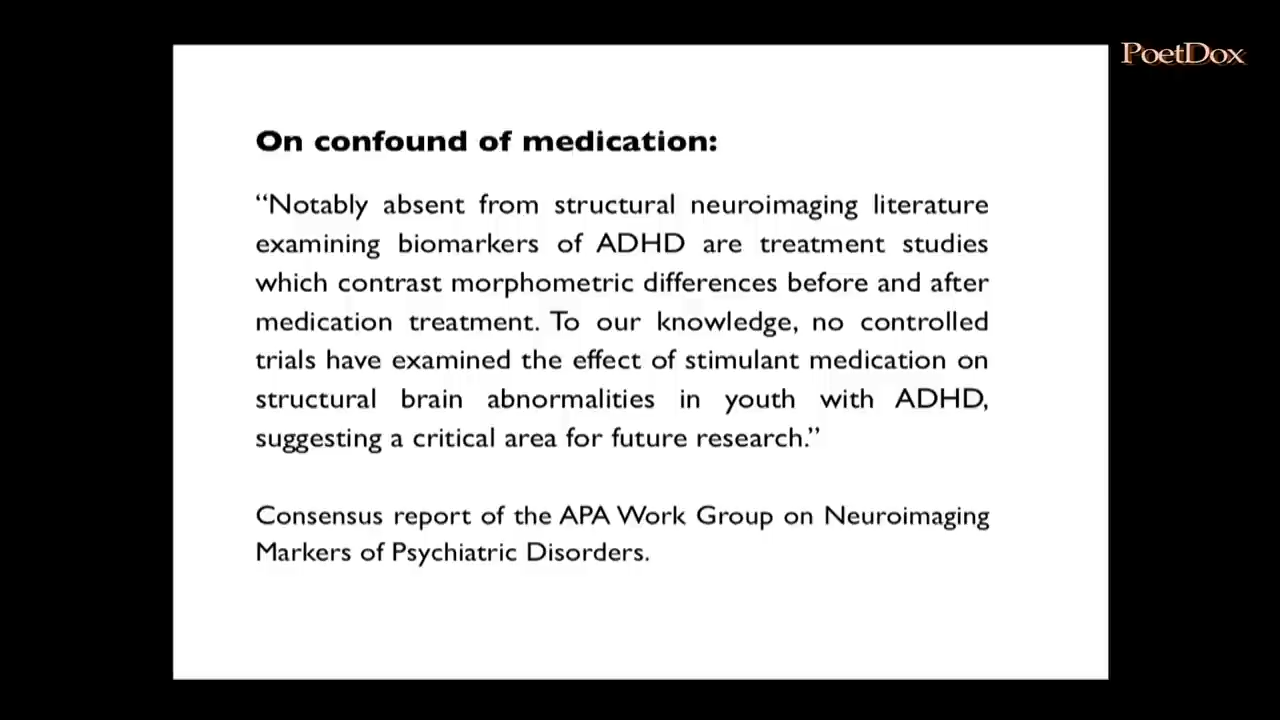 PoetDox
On confound of medication:
“Notably absent from structural neuroimaging literature
examining biomarkers of ADHD are treatment studies
which contrast morphometric differences before and after
medication treatment. To our knowledge, no controlled
trials have examined the effect of stimulant medication on
structural brain abnormalities in youth with ADHD,
suggesting a critical area for future research.”
Consensus report of the APA Work Group on Neuroimaging
Markers of Psychiatric Disorders.